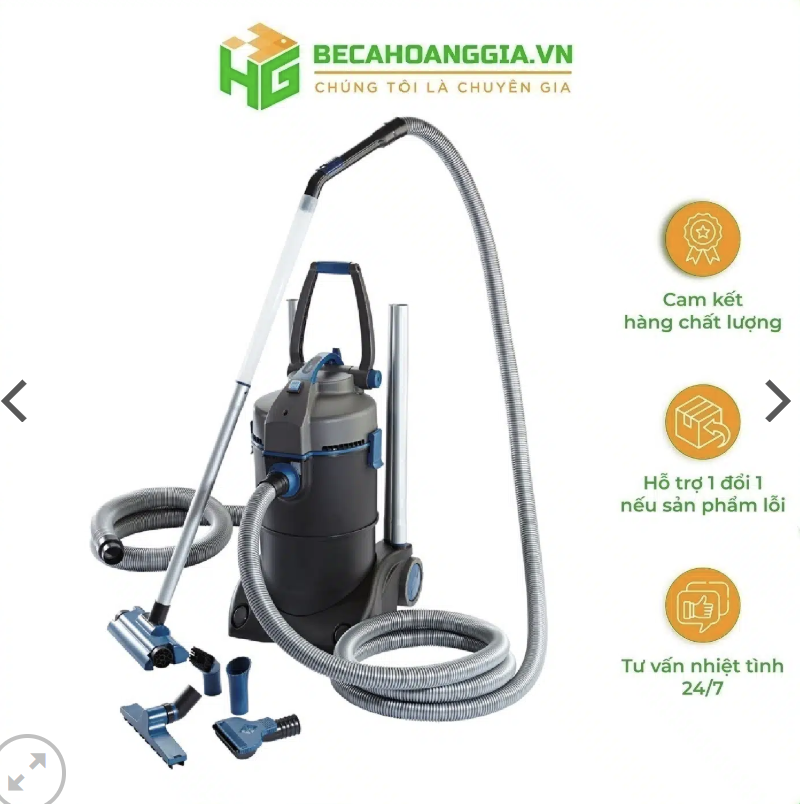 HG
BECAHOANGGIA.VN
CHÚNG TÔI LÀ CHUYÊN GIA
Cam kết
hàng chất lượng
Hỗ trợ 1 đổi 1
nếu sản phẩm lỗi
Tư vấn nhiệt tình
24/7